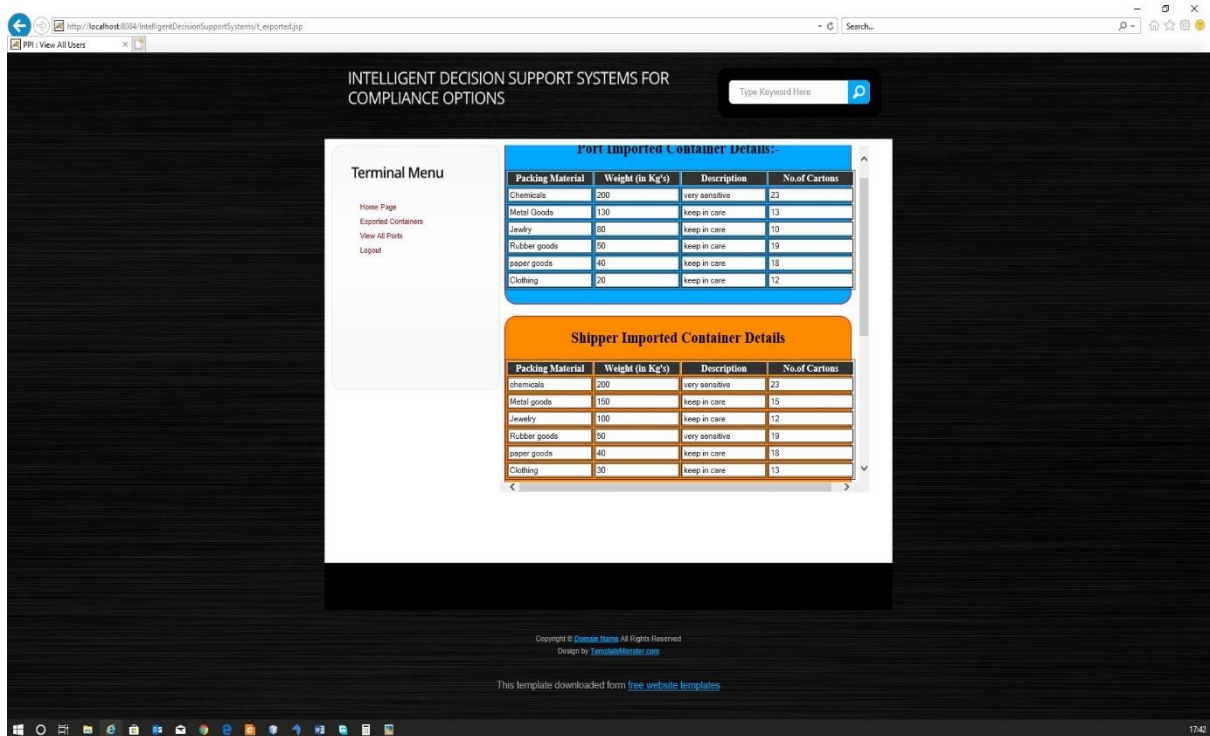 http://localhost:8084/IntelligentDecisionSupportSystems/t_exported.jsp
Search...
PPI : View All Users
INTELLIGENT DECISION SUPPORT SYSTEMS FOR
COMPLIANCE OPTIONS
Type Keyword Here
Terminal Menu
Home Page
Exported Containers
View All Ports
Logout
Port Imported Container Details:-
Packing Material Weight (in Kg's) Description No.of Cartons
Chemicals 200 very sensitive 23
Metal Goods 130 keep in care 13
Jewlry 80 keep in care 10
Rubber goods 50 keep in care 19
paper goods 40 keep in care 18
Clothing 20 keep in care 12
Shipper Imported Container Details
Packing Material Weight (in Kg's) Description No.of Cartons
chemicals 200 very sensitive 23
Metal goods 150 keep in care 15
Jewelry 100 keep in care 12
Rubber goods 50 very sensitive 19
paper goods 40 keep in care 18
Clothing 30 keep in care 13
Copyright © Domain Name All Rights Reserved
Design by TemplateMonster.com
This template downloaded form free website templates
17:42